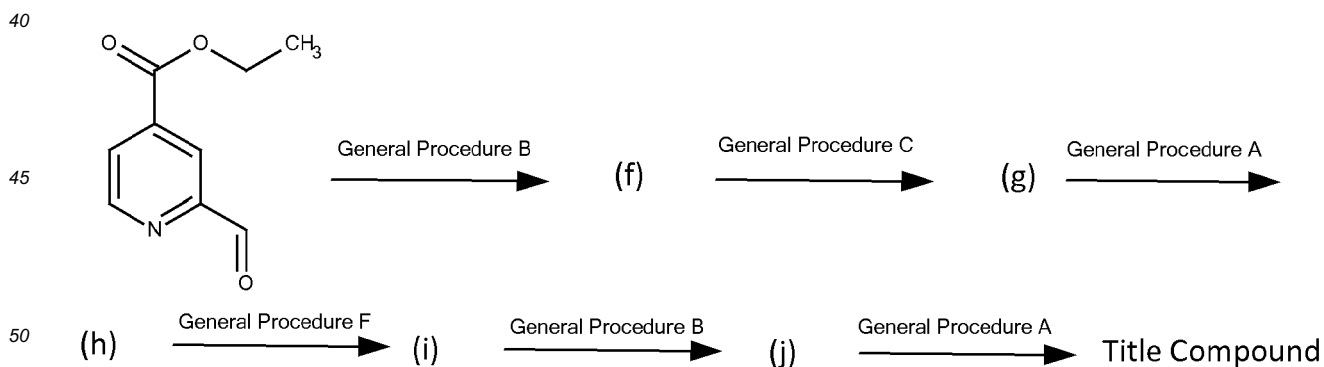 40
O
O
CH3
General Procedure B
(f)
General Procedure C
(g)
General Procedure A
45
N
O
50
(h)
General Procedure F
(i)
General Procedure B
(j)
General Procedure A
Title Compound